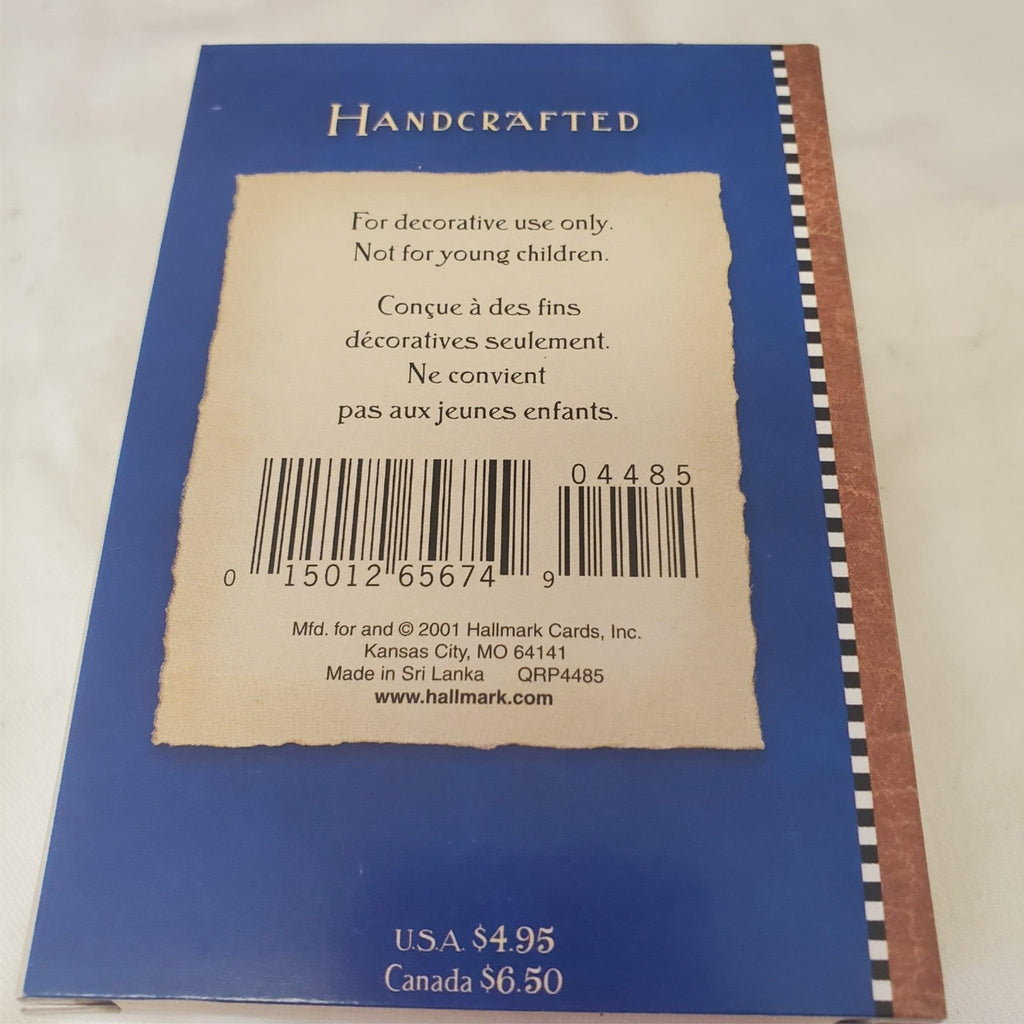 HANDCRAFTED
For decorative use only.
Not for young children.
Conçue à des fins
décoratives seulement.
Ne convient
pas aux jeunes enfants.
04485
0 15012 65674 9
Mfd. for and © 2001 Hallmark Cards, Inc.
Kansas City, MO 64141
Made in Sri Lanka QRP4485
www.hallmark.com
U.S.A. $4.95
Canada $6.50